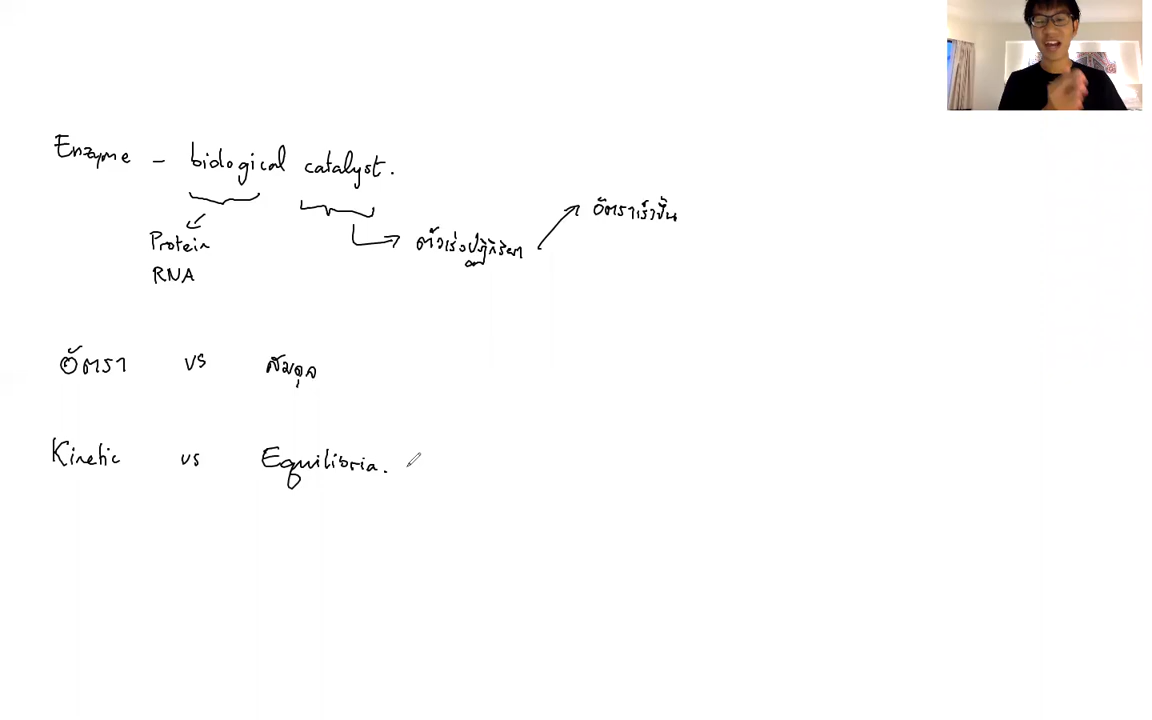 Enzyme - biological catalyst.
Protein
RNA
ตัวเร่งปฏิกิริยา
อัตราเร็วขึ้น
อัตรา vs สมดุล
Kinetic vs Equilibria.